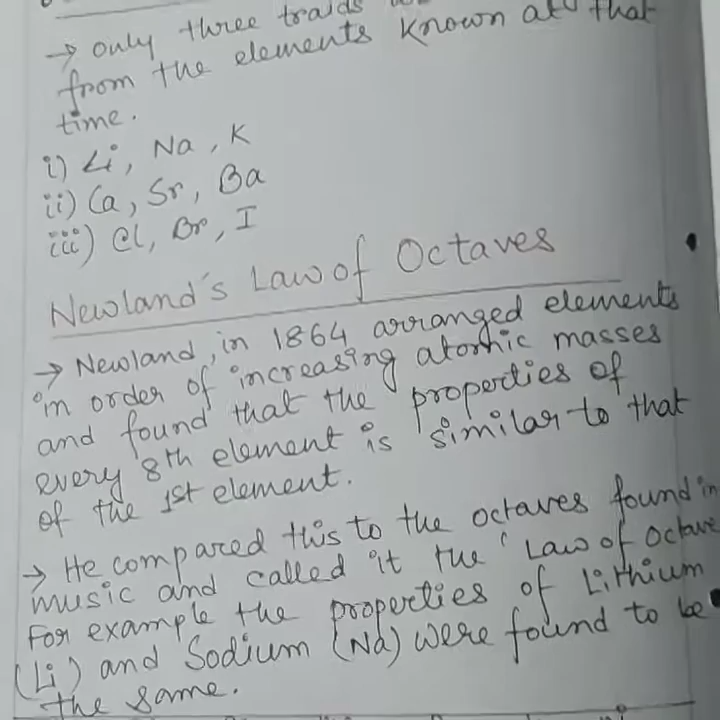 → only three traids
from the elements known at that
time.
i) Li, Na, K
ii) Ca, Sr, Ba
iii) Cl, Br, I
Newland's Law of Octaves
→ Newland, in 1864 arranged elements
in order of increasing atomic masses
and found that the properties of
every 8th element is similar to that
of the 1st element.
→ He compared this to the octaves found in
music and called it the 'Law of Octave
For example the properties of Lithium
(Li) and Sodium (Na) were found to be
the same.